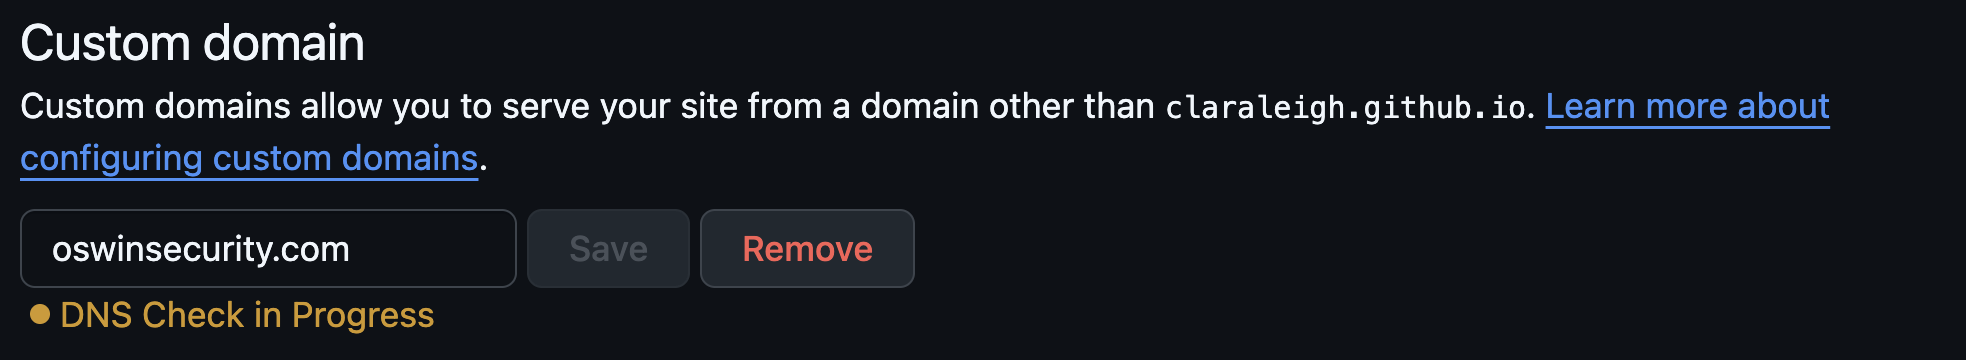 Custom domain
Custom domains allow you to serve your site from a domain other than claraleigh.github.io. Learn more about
configuring custom domains.
oswinsecurity.com Save Remove
DNS Check in Progress